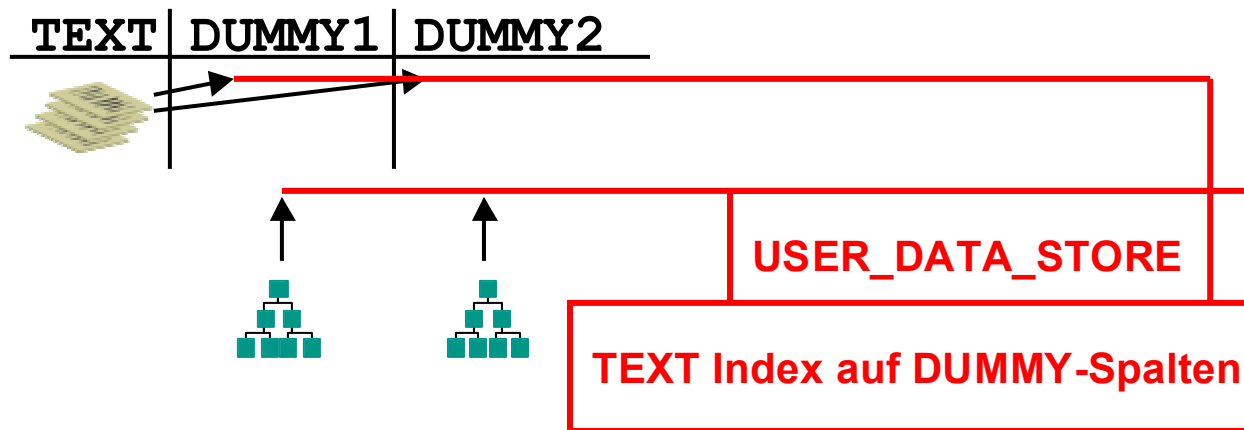 TEXT DUMMY1 DUMMY2
USER_DATA_STORE
TEXT Index auf DUMMY-Spalten